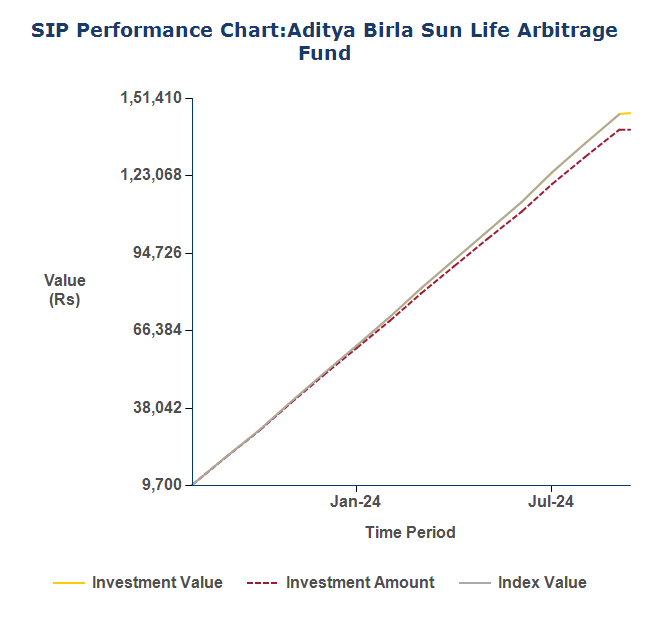 SIP Performance Chart:Aditya Birla Sun Life Arbitrage
Fund
1,51,410
1,23,068
94,726
66,384
38,042
9,700
Value
(Rs)
Jan-24
Jul-24
Time Period
Investment Value
Investment Amount
Index Value